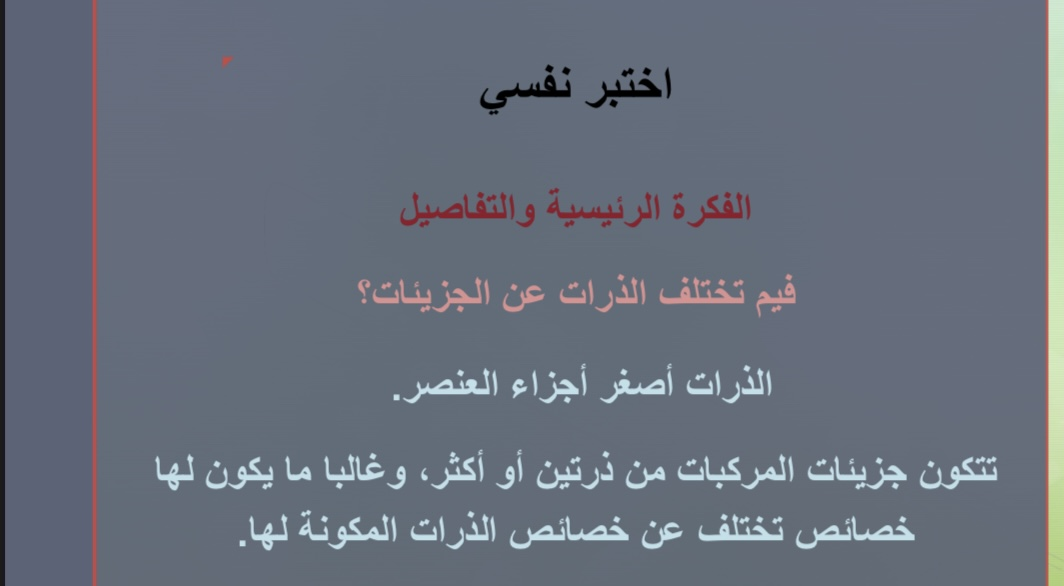 اختبر نفسي
الفكرة الرئيسية والتفاصيل
فيم تختلف الذرات عن الجزيئات؟
الذرات أصغر أجزاء العنصر.
تتكون جزيئات المركبات من ذرتين أو أكثر، وغالبا ما يكون لها
خصائص تختلف عن خصائص الذرات المكونة لها.